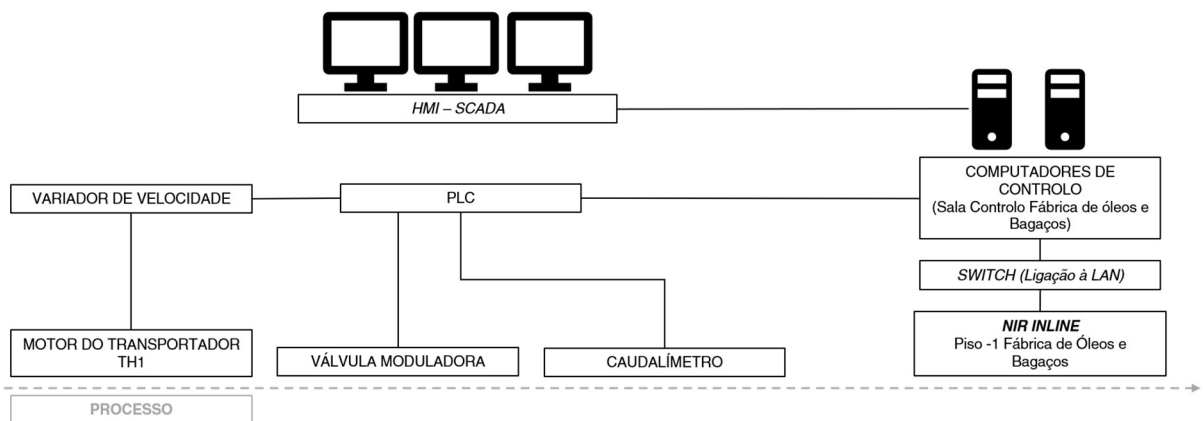 HMI – SCADA
COMPUTADORES DE
CONTROLO
(Sala Controlo Fábrica de óleos e
Bagaços)
VARIADOR DE VELOCIDADE
PLC
SWITCH (Ligação à LAN)
MOTOR DO TRANSPORTADOR
TH1
VÁLVULA MODULADORA
CAUDALÍMETRO
NIR INLINE
Piso -1 Fábrica de Óleos e
Bagaços
PROCESSO